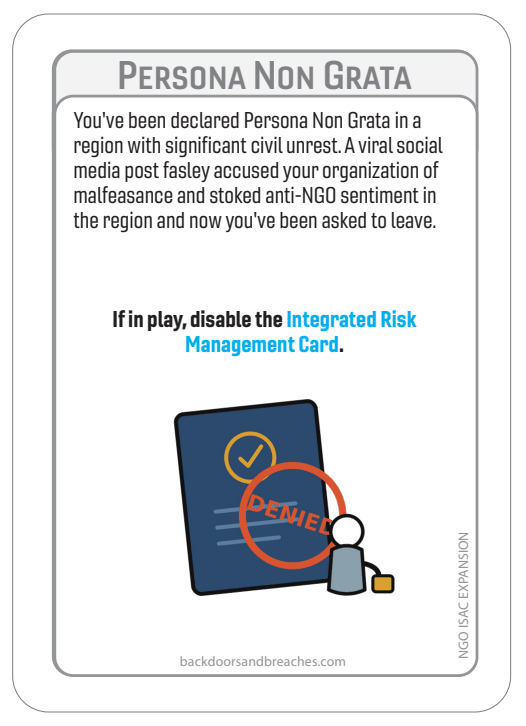 PERSONA NON GRATA
You've been declared Persona Non Grata in a
region with significant civil unrest. A viral social
media post fasley accused your organization of
malfeasance and stoked anti-NGO sentiment in
the region and now you've been asked to leave.
If in play, disable the Integrated Risk
Management Card.
DENIED
NGO ISAC EXPANSION
backdoorsandbreaches.com